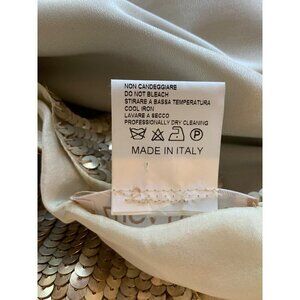 NON CANDEGGIARE
DO NOT BLEACH
STIRARE A BASSA TEMPERATURA
COOL IRON
LAVARE A SECCO
PROFESSIONALLY DRY CLEANING
P
MADE IN ITALY